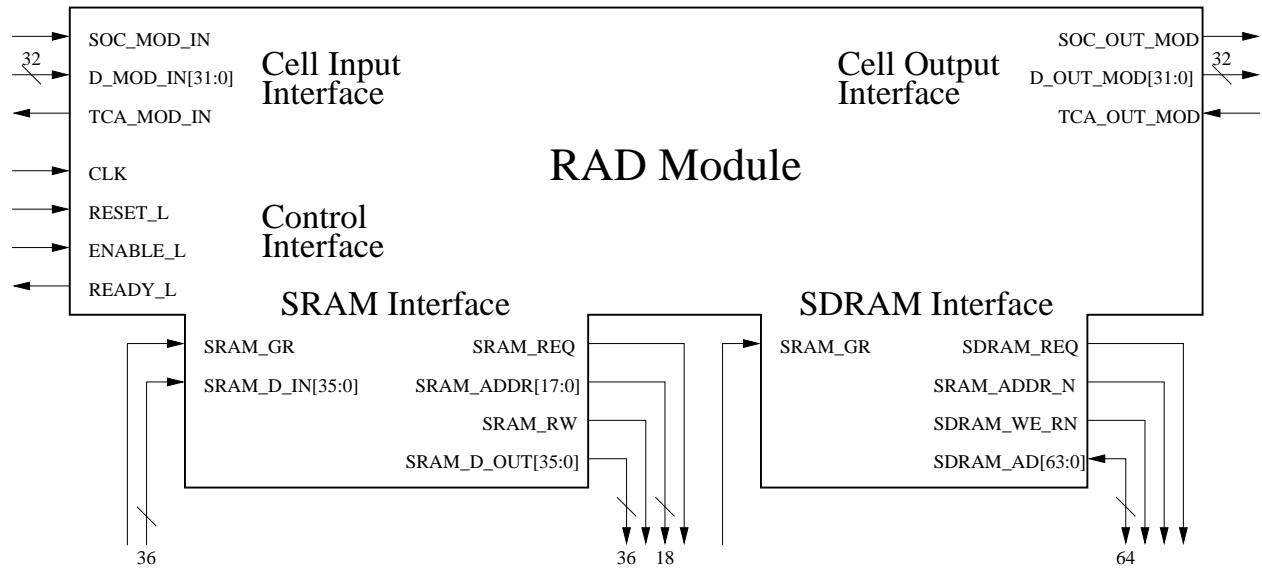 SOC_MOD_IN
32
D_MOD_IN[31:0]
TCA_MOD_IN
Cell Input
Interface
CLK
RESET_L
ENABLE_L
READY_L
Control
Interface
RAD Module
Cell Output
Interface
SOC_OUT_MOD
D_OUT_MOD[31:0]
32
TCA_OUT_MOD
SRAM Interface
SRAM_GR
SRAM_D_IN[35:0]
SRAM_REQ
SRAM_ADDR[17:0]
SRAM_RW
SRAM_D_OUT[35:0]
36
36
18
SDRAM Interface
SRAM_GR
SDRAM_REQ
SRAM_ADDR_N
SDRAM_WE_RN
SDRAM_AD[63:0]
64